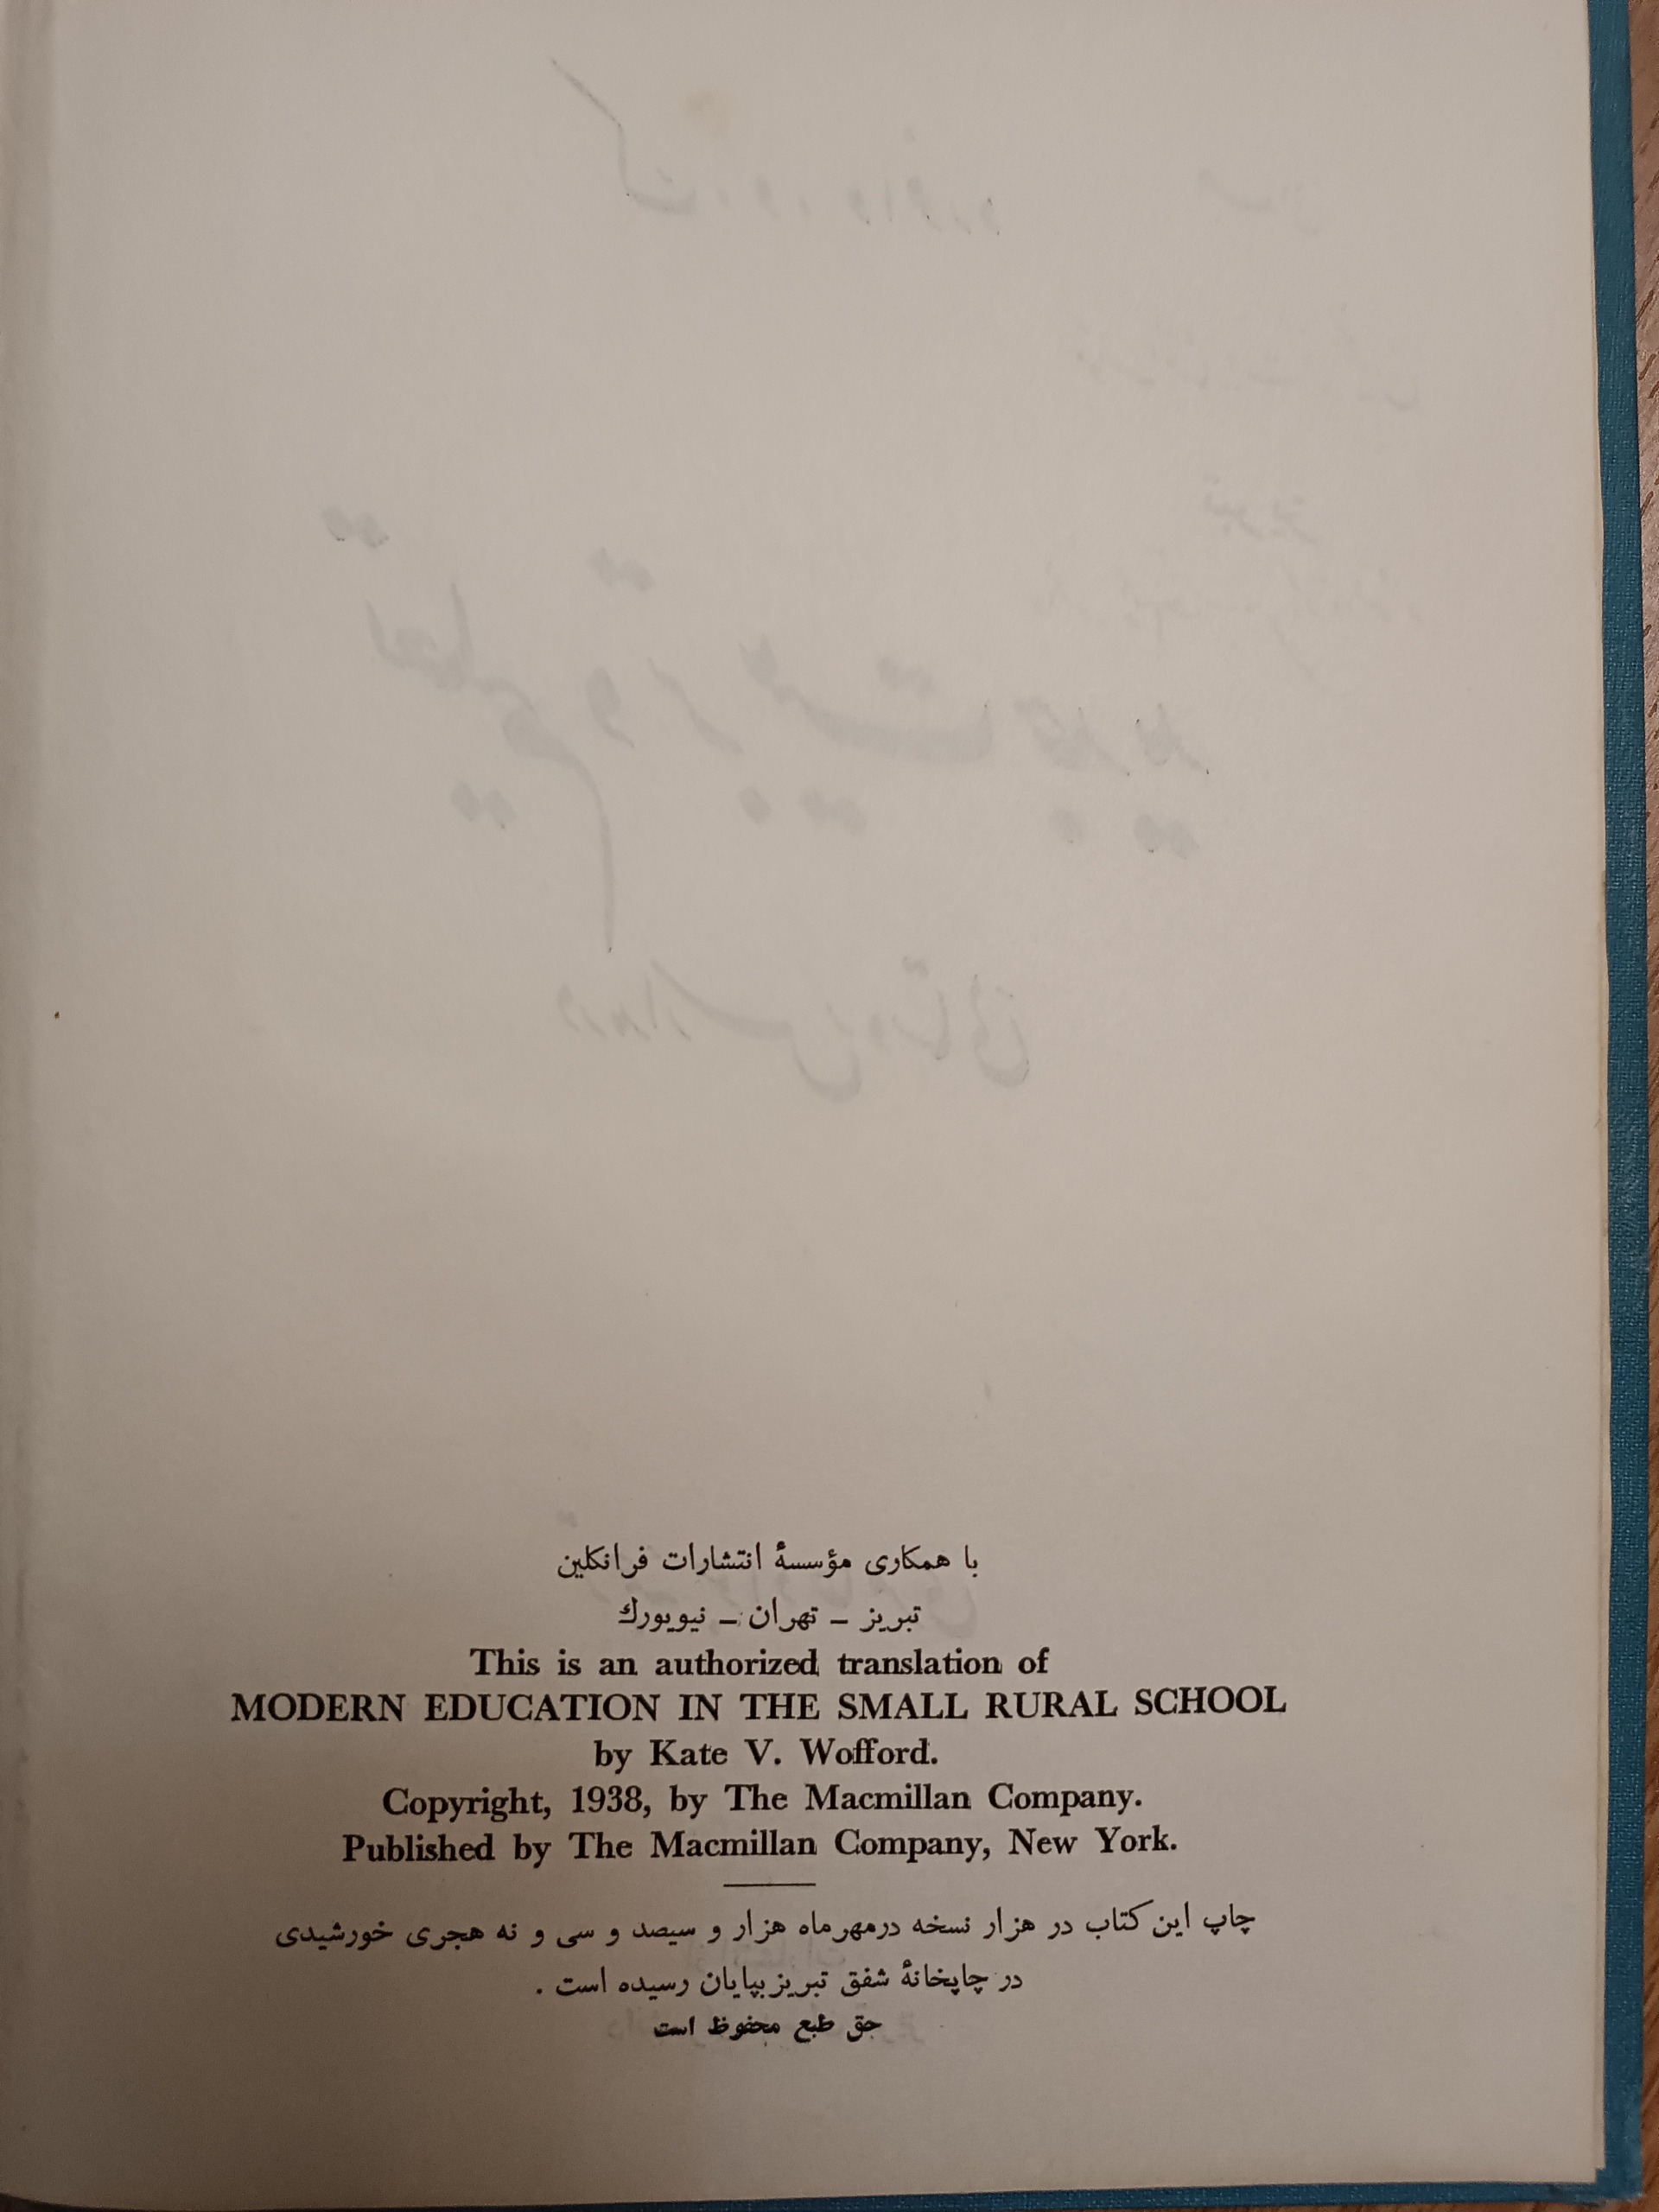 با همکاری مؤسسهٔ انتشارات فرانکلین
تبریز – تهران – نیویورك
This is an authorized translation of
MODERN EDUCATION IN THE SMALL RURAL SCHOOL
by Kate V. Wofford.
Copyright, 1938, by The Macmillan Company.
Published by The Macmillan Company, New York.
چاپ این کتاب در هزار نسخه درمهرماه هزار و سیصد و سی و نه هجری خورشیدی
در چاپخانهٔ شفق تبریز بپایان رسیده است .
حق طبع محفوظ است